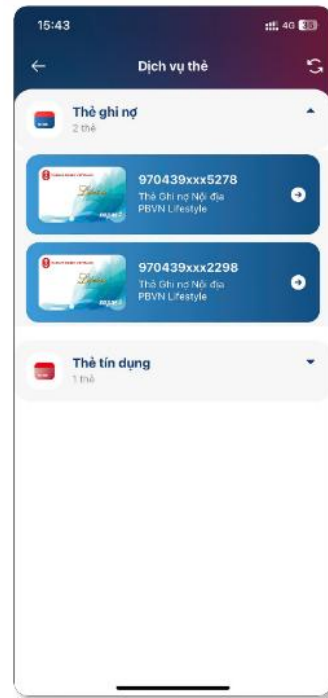 15:43
4G 35
Dịch vụ thẻ
Thẻ ghi nợ
2 thẻ
970439xxx5278
Thẻ Ghi nợ Nội địa
PBVN Lifestyle
970439xxx2298
Thẻ Ghi nợ Nội địa
PBVN Lifestyle
Thẻ tín dụng
1 thẻ